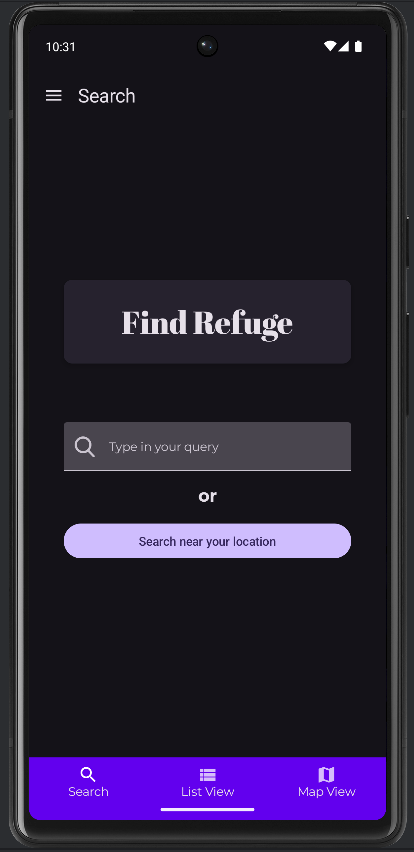 10:31
Search
Find Refuge
Type in your query
or
Search near your location
Search
List View
Map View